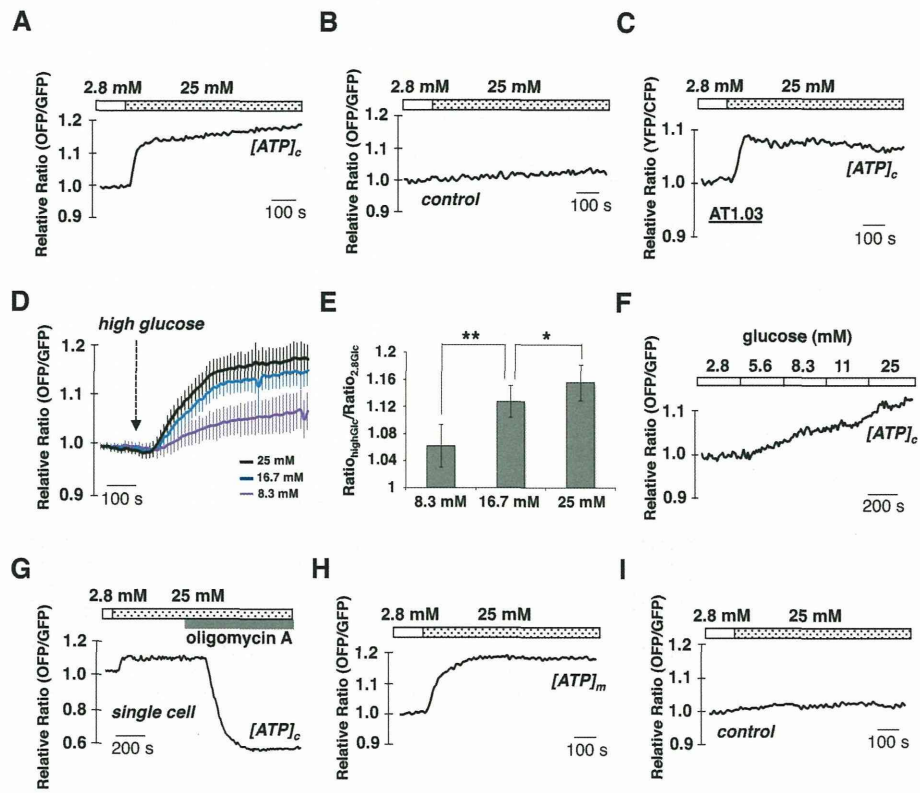 A
2.8 mM 25 mM
Relative Ratio (OFP/GFP)
1.2
1.1
1.0
0.9
[ATP]c
100 s
B
2.8 mM 25 mM
Relative Ratio (OFP/GFP)
1.2
1.1
1.0
0.9
control
100 s
C
2.8 mM 25 mM
Relative Ratio (YFP/CFP)
1.1
1.0
0.9
[ATP]c
AT1.03
100 s
D
high glucose
Relative Ratio (OFP/GFP)
1.2
1.1
1.0
0.9
100 s
25 mM
16.7 mM
8.3 mM
E
RatiohighGlc/Ratio2.8Glc
1.2
1.16
1.12
1.08
1.04
1
** *
8.3 mM 16.7 mM 25 mM
F
glucose (mM)
2.8 5.6 8.3 11 25
Relative Ratio (OFP/GFP)
1.1
1.0
0.9
[ATP]c
200 s
G
2.8 mM 25 mM
oligomycin A
Relative Ratio (OFP/GFP)
1.2
1.0
0.8
0.6
single cell
[ATP]c
200 s
H
2.8 mM 25 mM
Relative Ratio (OFP/GFP)
1.2
1.1
1.0
0.9
[ATP]m
100 s
I
2.8 mM 25 mM
Relative Ratio (OFP/GFP)
1.2
1.1
1.0
0.9
control
100 s